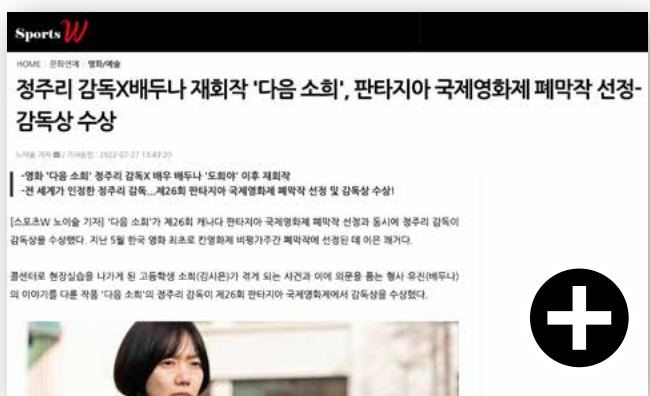 Sports W
HOME 문화연예 영화/예술
정주리 감독X배두나 재회작 '다음 소희', 판타지아 국제영화제 폐막작 선정-
감독상 수상
노이슬 기자 / 기사승인 : 2022-07-27 13:43:20
-영화 '다음 소희' 정주리 감독X 배우 배두나 '도희야' 이후 재회작
-전 세계가 인정한 정주리 감독...제26회 판타지아 국제영화제 폐막작 선정 및 감독상 수상!
[스포츠W 노이슬 기자] '다음 소희'가 제26회 캐나다 판타지아 국제영화제 폐막작 선정과 동시에 정주리 감독이
감독상을 수상했다. 지난 5월 한국 영화 최초로 칸영화제 비평가주간 폐막작에 선정된 데 이은 쾌거다.
콜센터로 현장실습을 나가게 된 고등학생 소희(김시은)가 겪게 되는 사건과 이에 의문을 품는 형사 유진(배두나)
의 이야기를 다룬 작품 '다음 소희'의 정주리 감독이 제26회 판타지아 국제영화제에서 감독상을 수상했다.